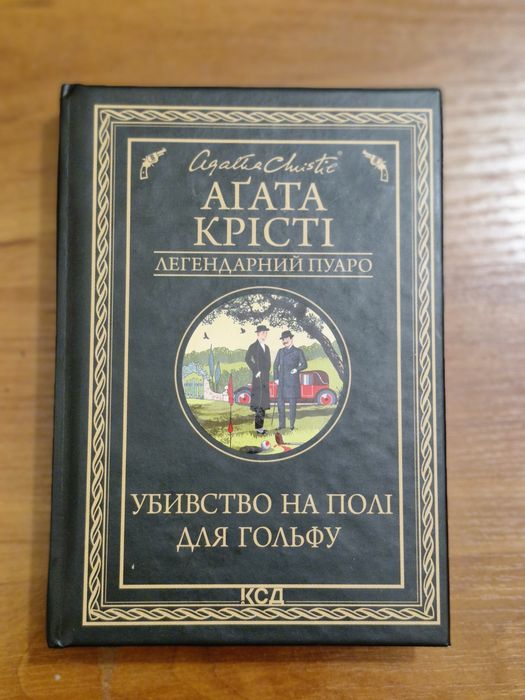 Agatha Christie®
АҐАТА
КРІСТІ
ЛЕГЕНДАРНИЙ ПУАРО
УБИВСТВО НА ПОЛІ
ДЛЯ ГОЛЬФУ
КСД